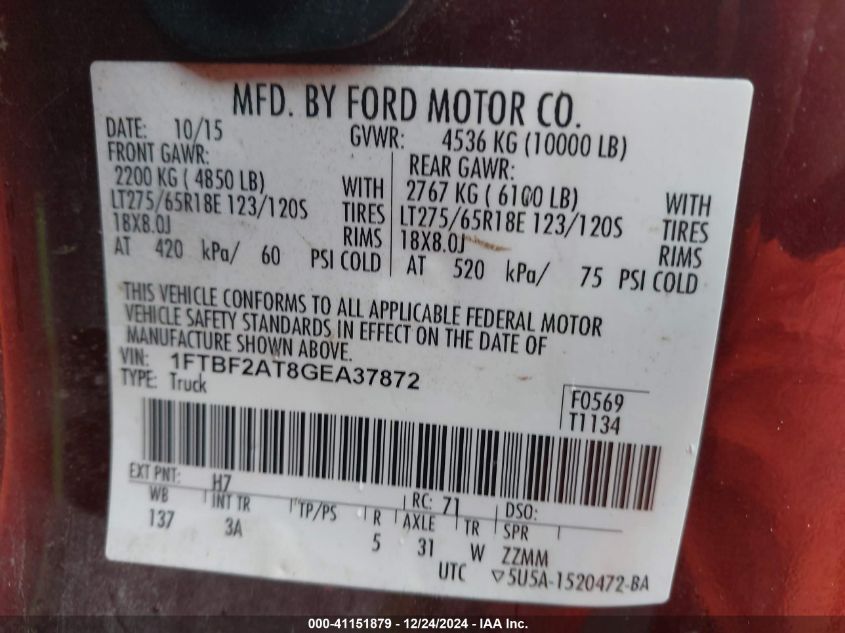 MFD. BY FORD MOTOR CO.
DATE: 10/15 GVWR: 4536 KG (10000 LB)
FRONT GAWR: REAR GAWR:
2200 KG ( 4850 LB) WITH 2767 KG ( 6100 LB) WITH
LT275/65R18E 123/120S TIRES LT275/65R18E 123/120S TIRES
18X8.0J RIMS 18X8.0J RIMS
AT 420 kPa/ 60 PSI COLD AT 520 kPa/ 75 PSI COLD
THIS VEHICLE CONFORMS TO ALL APPLICABLE FEDERAL MOTOR
VEHICLE SAFETY STANDARDS IN EFFECT ON THE DATE OF
MANUFACTURE SHOWN ABOVE.
VIN: 1FTBF2AT8GEA37872
TYPE: Truck
F0569
T1134
EXT PNT: H7 RC: 71 DSO:
WB INT TR TP/PS R AXLE TR SPR
137 3A 5 31 W ZZMM
UTC ▽5U5A-1520472-BA
000-41151879 - 12/24/2024 - IAA Inc.